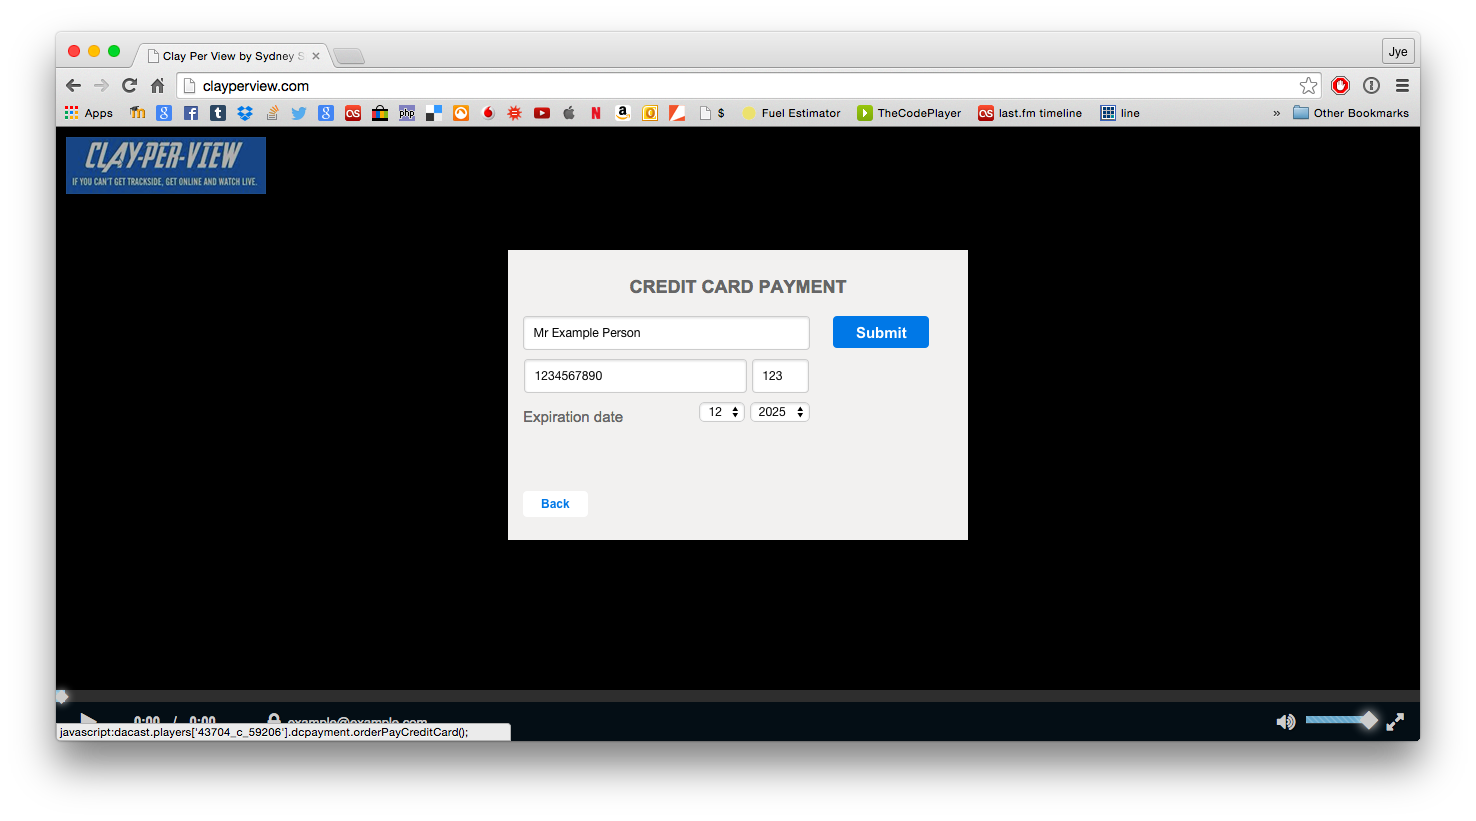 Clay Per View by Sydney S
Jye
clayperview.com
Apps
php
$
Fuel Estimator
TheCodePlayer
last.fm timeline
line
»
Other Bookmarks
CLAY-PER-VIEW
IF YOU CAN'T GET TRACKSIDE, GET ONLINE AND WATCH LIVE.
CREDIT CARD PAYMENT
Mr Example Person
Submit
1234567890
123
Expiration date
12
2025
Back
0:00 / 0:00
example@example.com
javascript:dacast.players['43704_c_59206'].dcpayment.orderPayCreditCard();